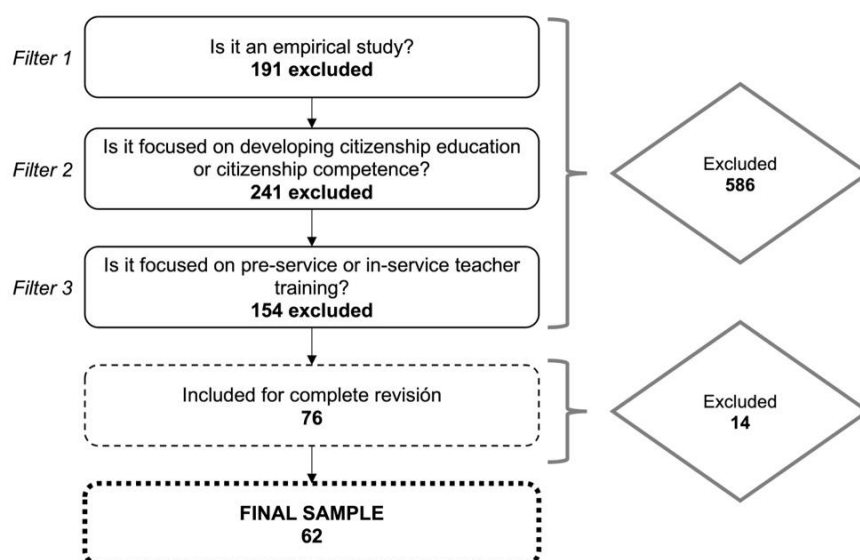 Filter 1
Is it an empirical study?
191 excluded
Filter 2
Is it focused on developing citizenship education
or citizenship competence?
241 excluded
Excluded
586
Filter 3
Is it focused on pre-service or in-service teacher
training?
154 excluded
Included for complete revisión
76
Excluded
14
FINAL SAMPLE
62